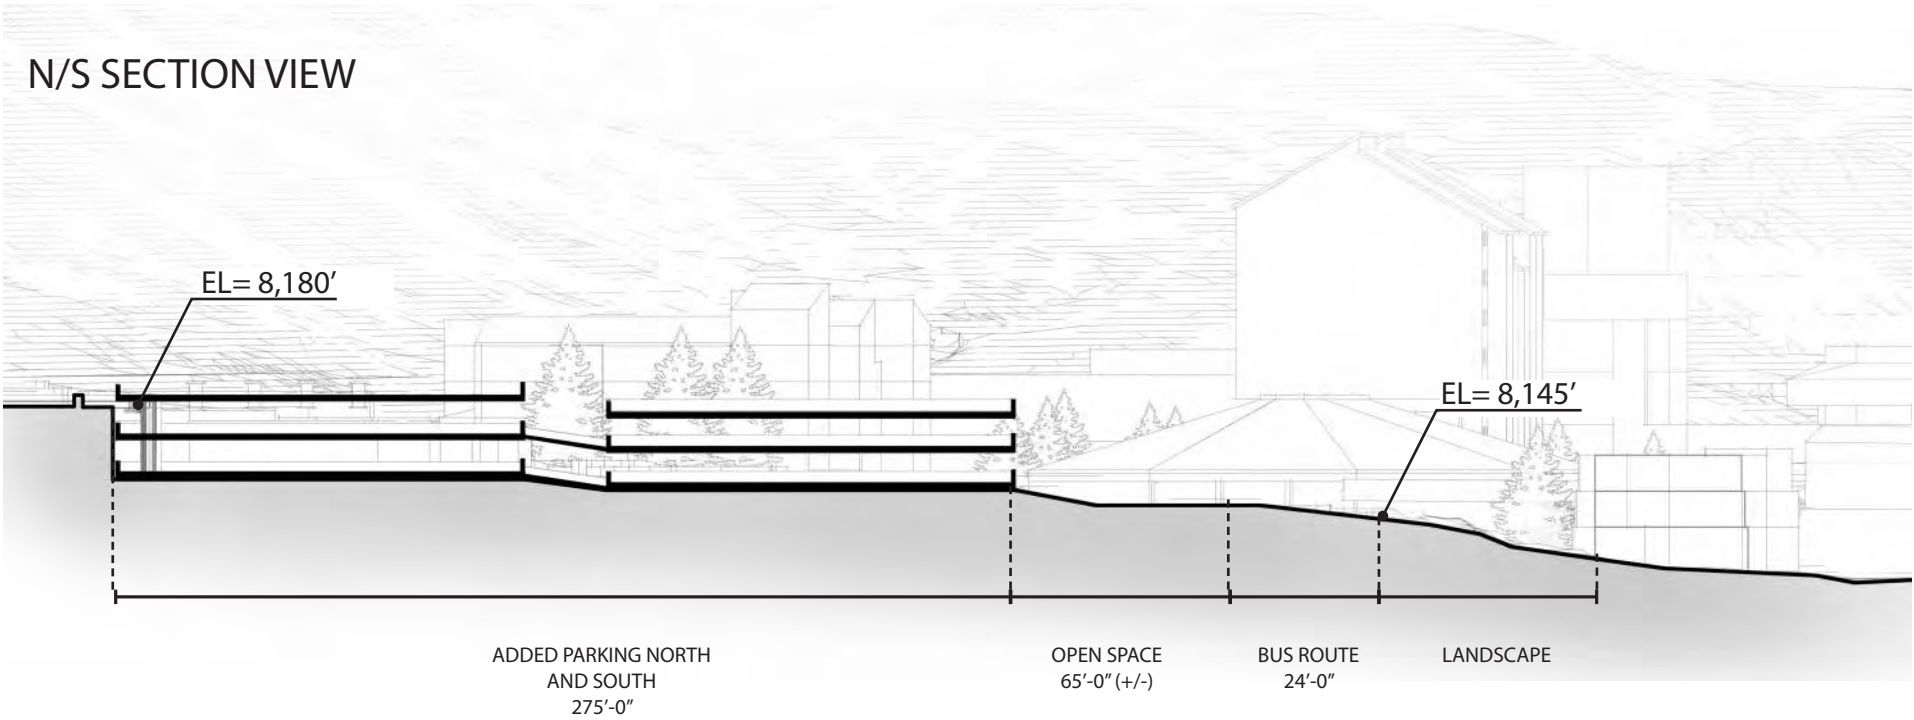 N/S SECTION VIEW
EL= 8,180’
EL= 8,145’
ADDED PARKING NORTH
AND SOUTH
275’-0”
OPEN SPACE
65’-0” (+/-)
BUS ROUTE
24’-0”
LANDSCAPE